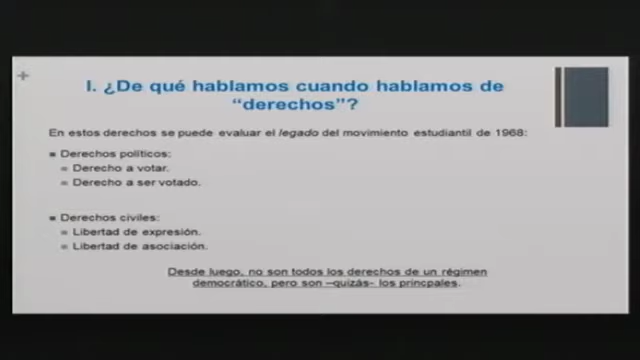 I. ¿De qué hablamos cuando hablamos de
"derechos"?
En estos derechos se puede evaluar el legado del movimiento estudiantil de 1968:
Derechos políticos:
Derecho a votar.
Derecho a ser votado.
Derechos civiles:
Libertad de expresión.
Libertad de asociación.
Desde luego, no son todos los derechos de un régimen
democrático, pero son –quizás- los princpales.